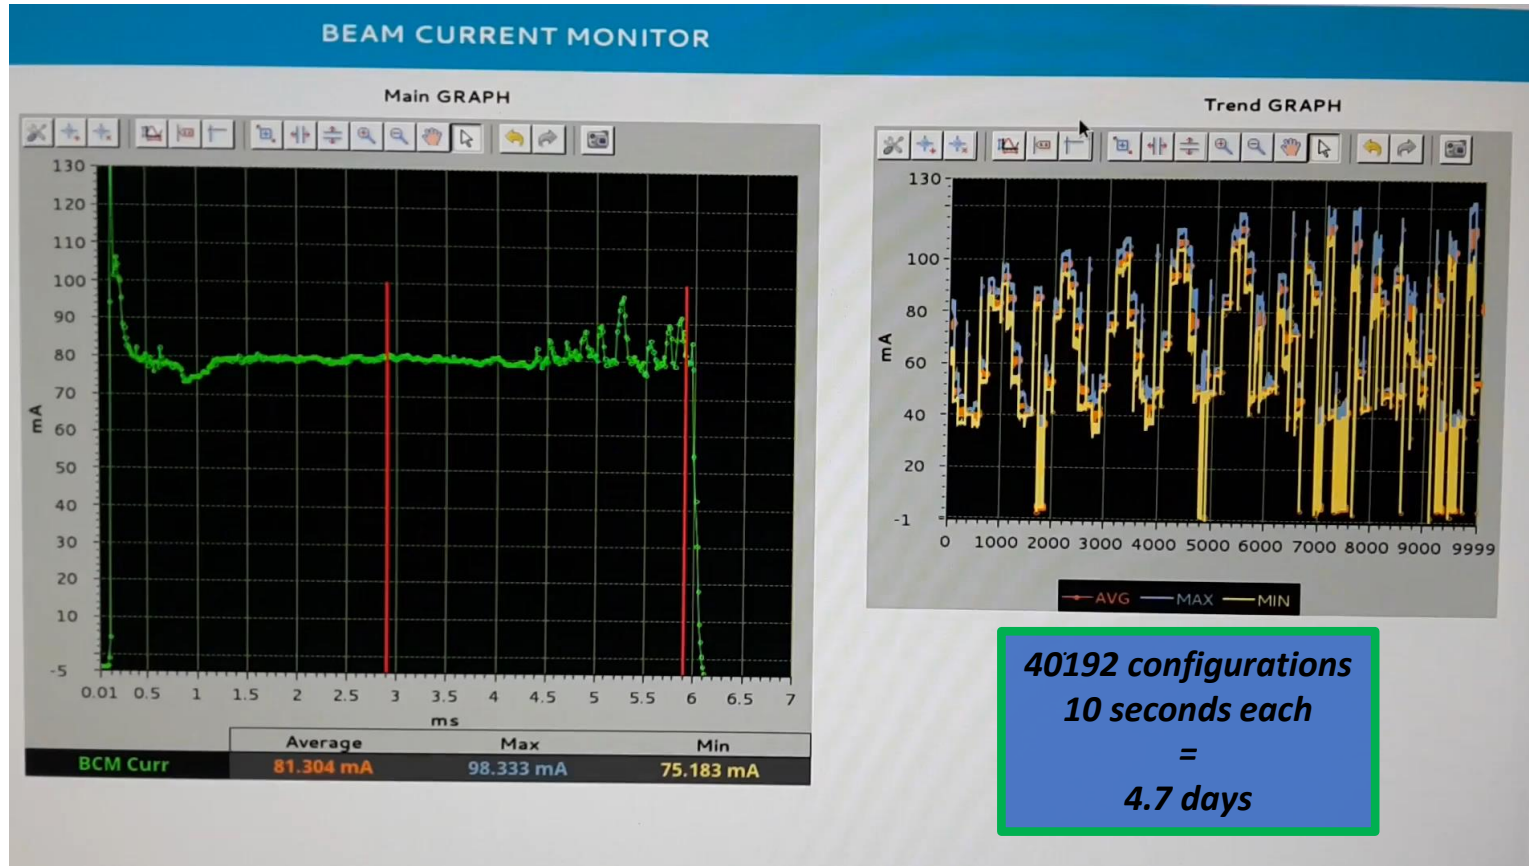 BEAM CURRENT MONITOR
Main GRAPH
130
120
110
100
90
80
70
60
50
40
30
20
10
-5
mA
0.01 0.5 1 1.5 2 2.5 3 3.5 4 4.5 5 5.5 6 6.5 7
ms
Average Max Min
BCM Curr 81.304 mA 98.333 mA 75.183 mA
Trend GRAPH
130
100
80
60
40
20
-1
mA
0 1000 2000 3000 4000 5000 6000 7000 8000 9000 9999
AVG MAX MIN
40192 configurations
10 seconds each
=
4.7 days